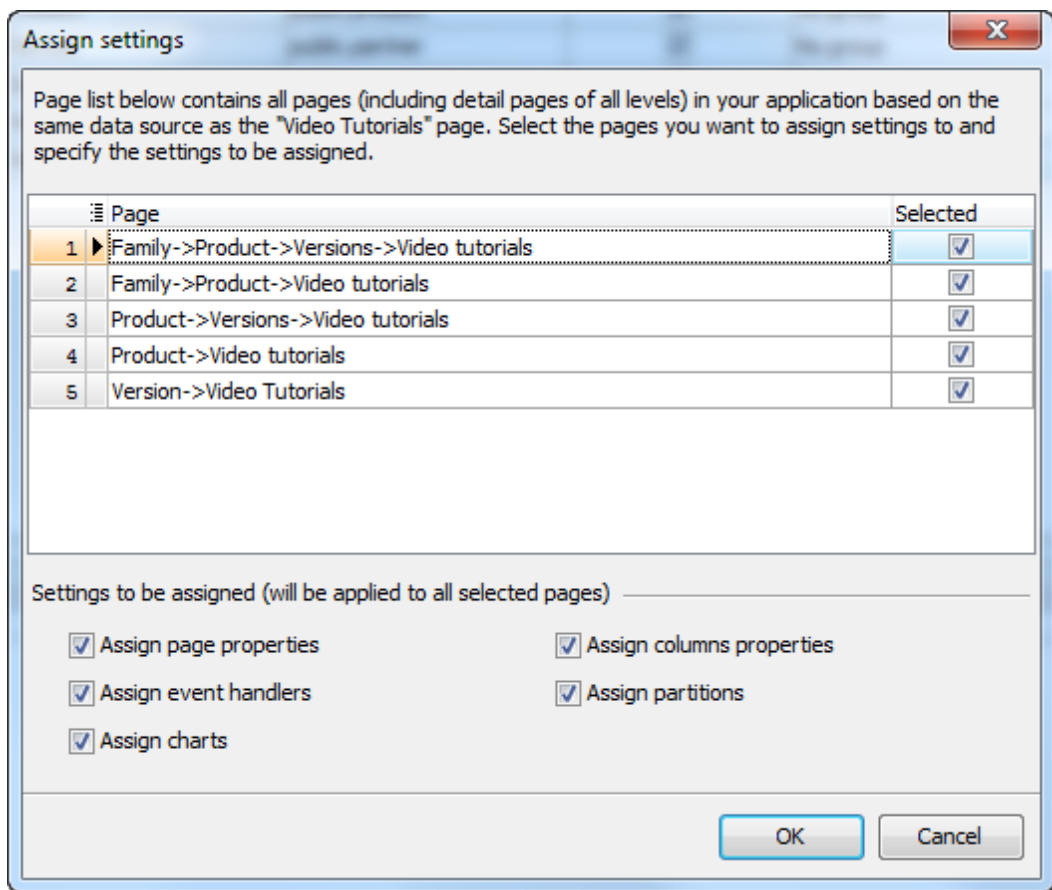 Assign settings
Page list below contains all pages (including detail pages of all levels) in your application based on the
same data source as the "Video Tutorials" page. Select the pages you want to assign settings to and
specify the settings to be assigned.
Page Selected
1 Family->Product->Versions->Video tutorials
2 Family->Product->Video tutorials
3 Product->Versions->Video tutorials
4 Product->Video tutorials
5 Version->Video Tutorials
Settings to be assigned (will be applied to all selected pages)
Assign page properties Assign columns properties
Assign event handlers Assign partitions
Assign charts
OK Cancel